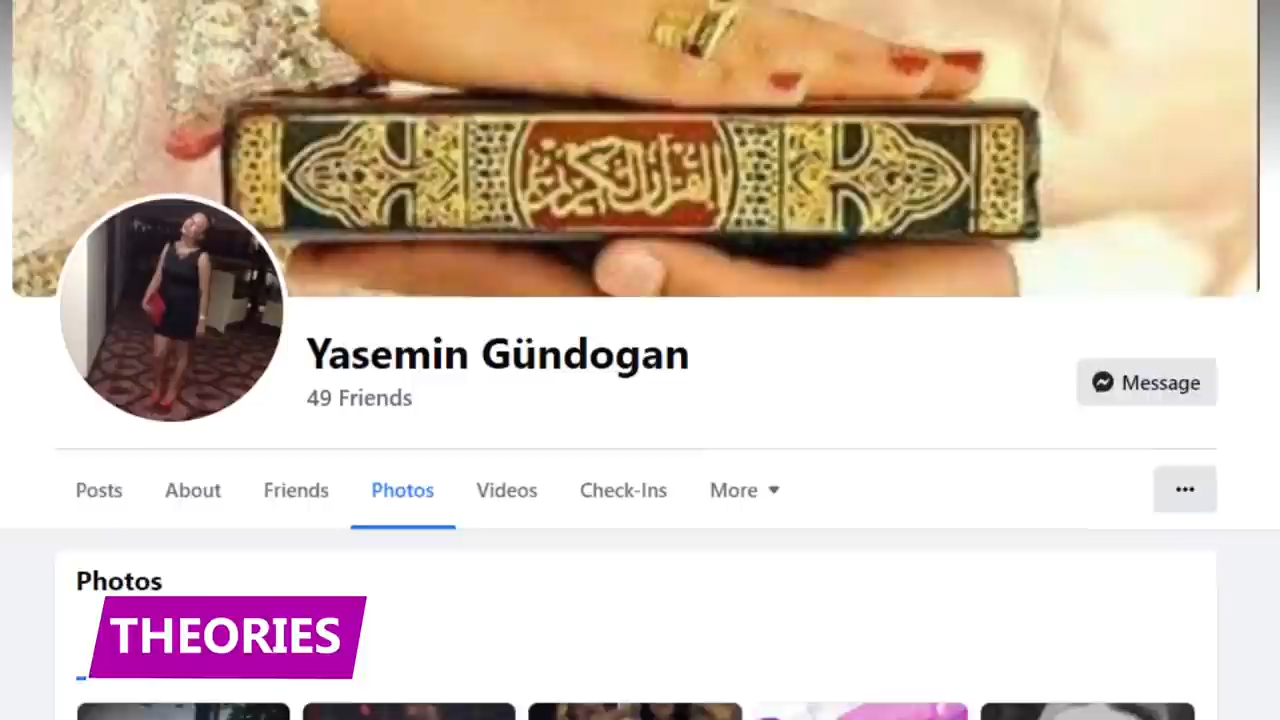 القرآن الكريم
Yasemin Gündogan
49 Friends
Message
Posts About Friends Photos Videos Check-Ins More
Photos
THEORIES